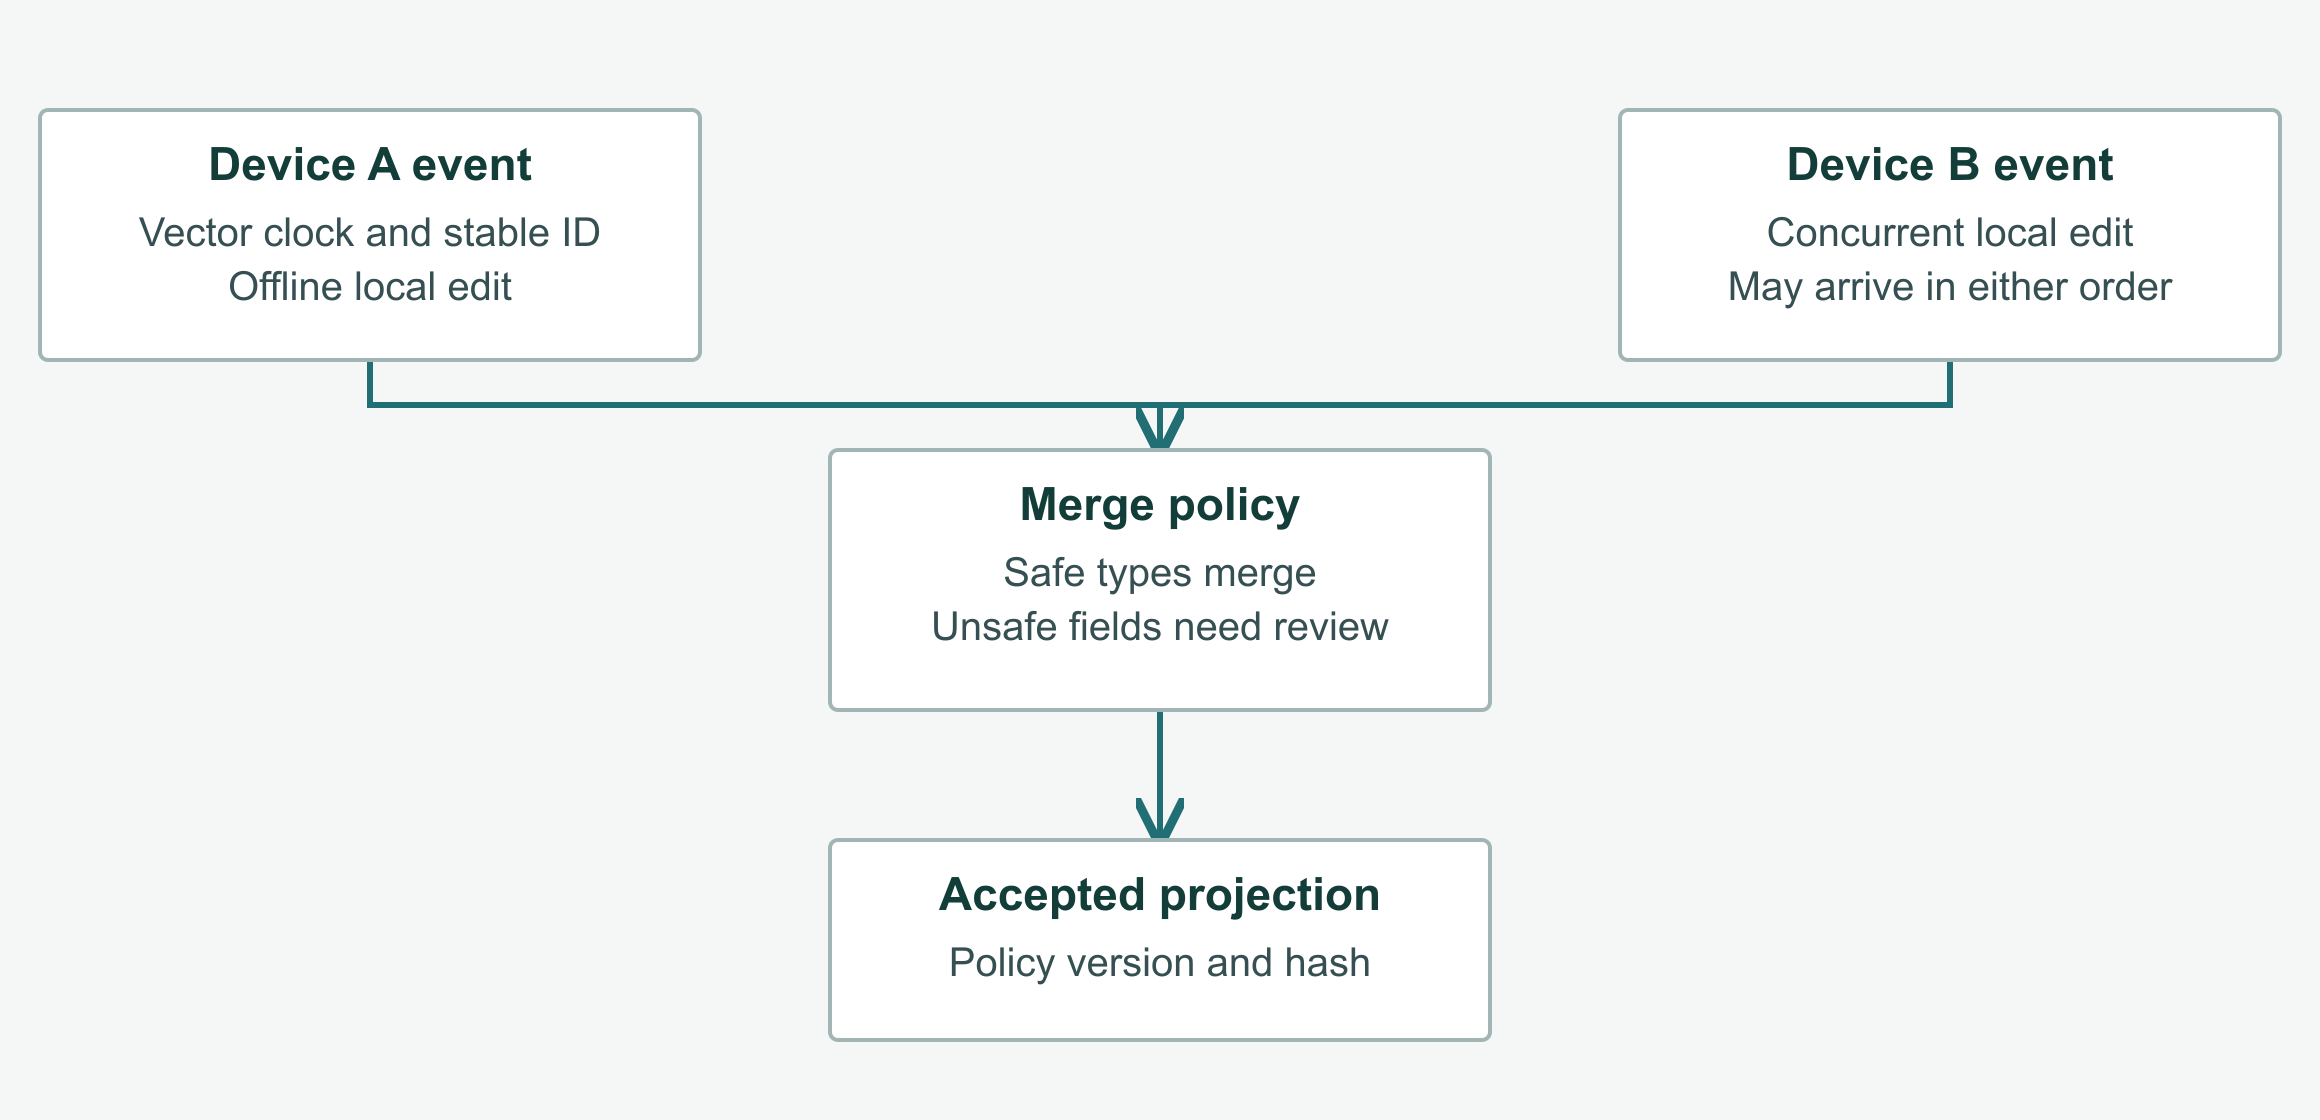 Device A event
Vector clock and stable ID
Offline local edit
Device B event
Concurrent local edit
May arrive in either order
Merge policy
Safe types merge
Unsafe fields need review
Accepted projection
Policy version and hash